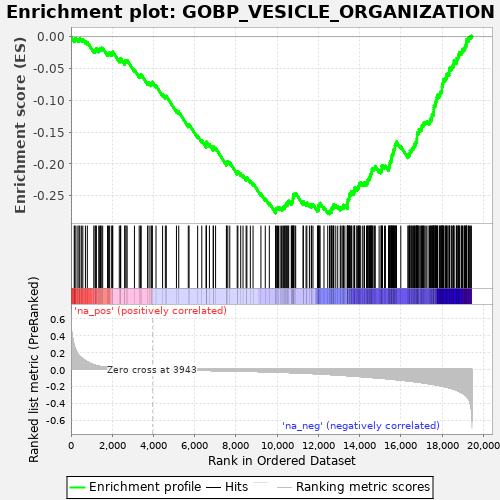 Enrichment plot: GOBP_VESICLE_ORGANIZATION
Enrichment score (ES)
0.00
-0.05
-0.10
-0.15
-0.20
-0.25
Ranked list metric (PreRanked)
'na_pos' (positively correlated)
0.6
0.4
0.2
0.0
-0.2
-0.4
-0.6
Zero cross at 3943
'na_neg' (negatively correlated)
0 2,000 4,000 6,000 8,000 10,000 12,000 14,000 16,000 18,000 20,000
Rank in Ordered Dataset
Enrichment profile Hits Ranking metric scores